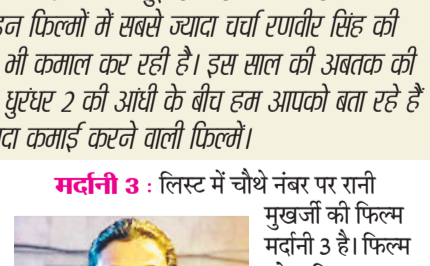 इन फिल्मों में सबसे ज्यादा चर्चा रणवीर सिंह की
भी कमाल कर रही है। इस साल की अबतक की
धुरंधर 2 की आंधी के बीच हम आपको बता रहे हैं
कमाई करने वाली फिल्में।
मर्दानी 3 : लिस्ट में चौथे नंबर पर रानी
मुखर्जी की फिल्म
मर्दानी 3 है। फिल्म